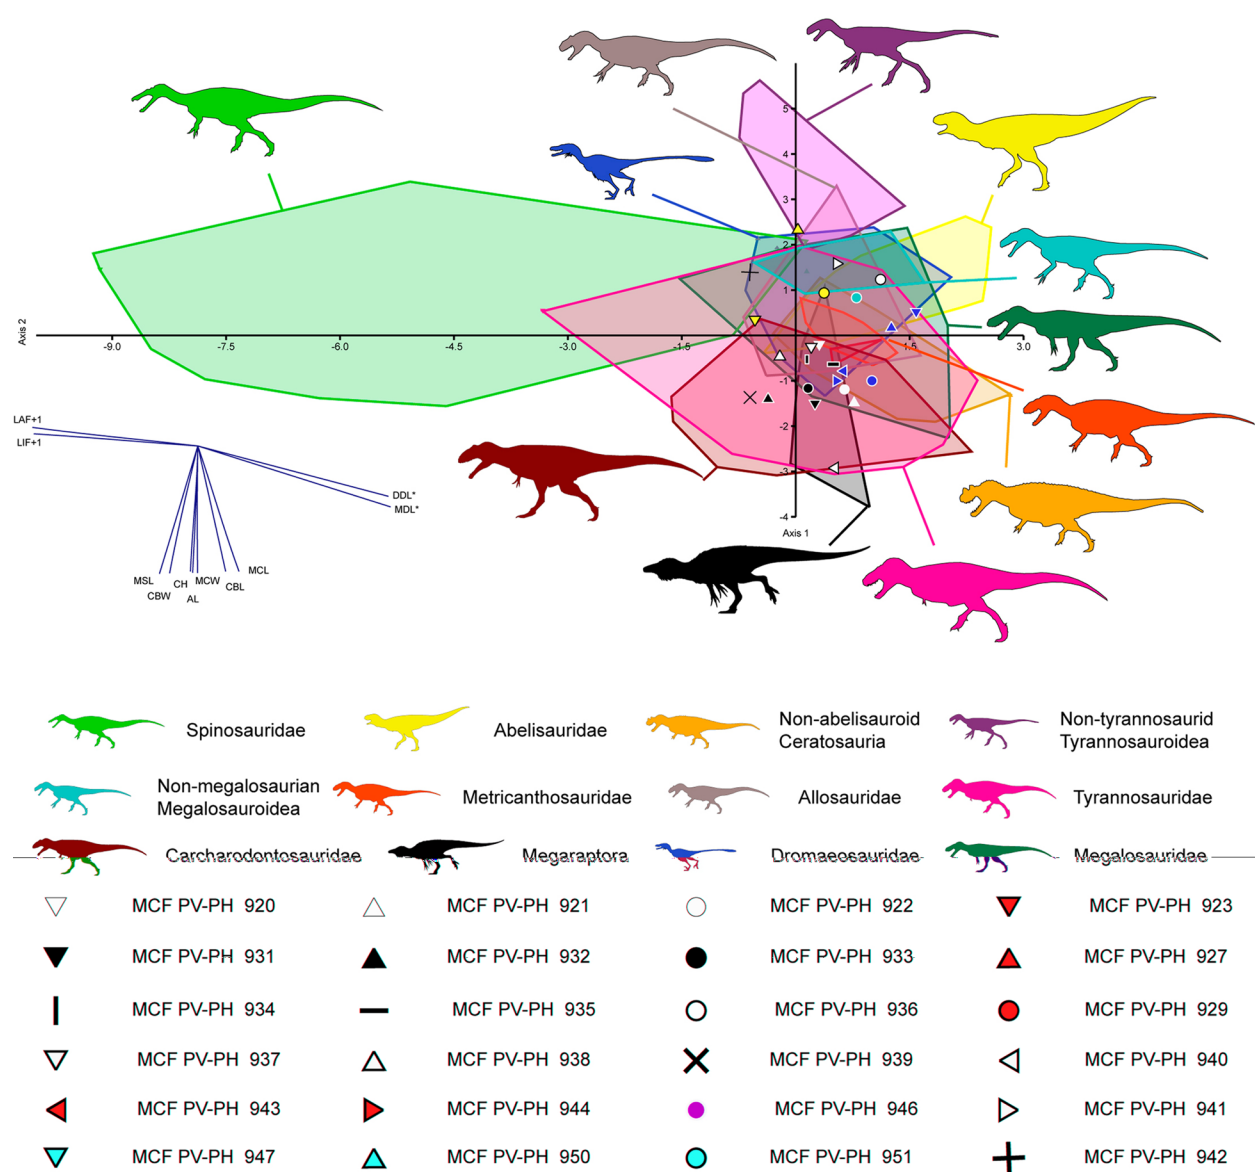 5
4
3
2
1
Axis 2
-9.0
-7.5
-6.0
-4.5
-3.0
-1.5
1.5
3.0
-1
-2
-3
-4
Axis 1
LAF+1
LIF+1
DDL*
MDL*
MSL
CBW
CH
AL
MCW
CBL
MCL
Spinosauridae
Abelisauridae
Non-abelisauroid
Ceratosauria
Non-tyrannosaurid
Tyrannosauroidea
Non-megalosaurian
Megalosauroidea
Metricanthosauridae
Allosauridae
Tyrannosauridae
Carcharodontosauridae
Megaraptora
Dromaeosauridae
Megalosauridae
MCF PV-PH 920
MCF PV-PH 921
MCF PV-PH 922
MCF PV-PH 923
MCF PV-PH 931
MCF PV-PH 932
MCF PV-PH 933
MCF PV-PH 927
MCF PV-PH 934
MCF PV-PH 935
MCF PV-PH 936
MCF PV-PH 929
MCF PV-PH 937
MCF PV-PH 938
MCF PV-PH 939
MCF PV-PH 940
MCF PV-PH 943
MCF PV-PH 944
MCF PV-PH 946
MCF PV-PH 941
MCF PV-PH 947
MCF PV-PH 950
MCF PV-PH 951
MCF PV-PH 942